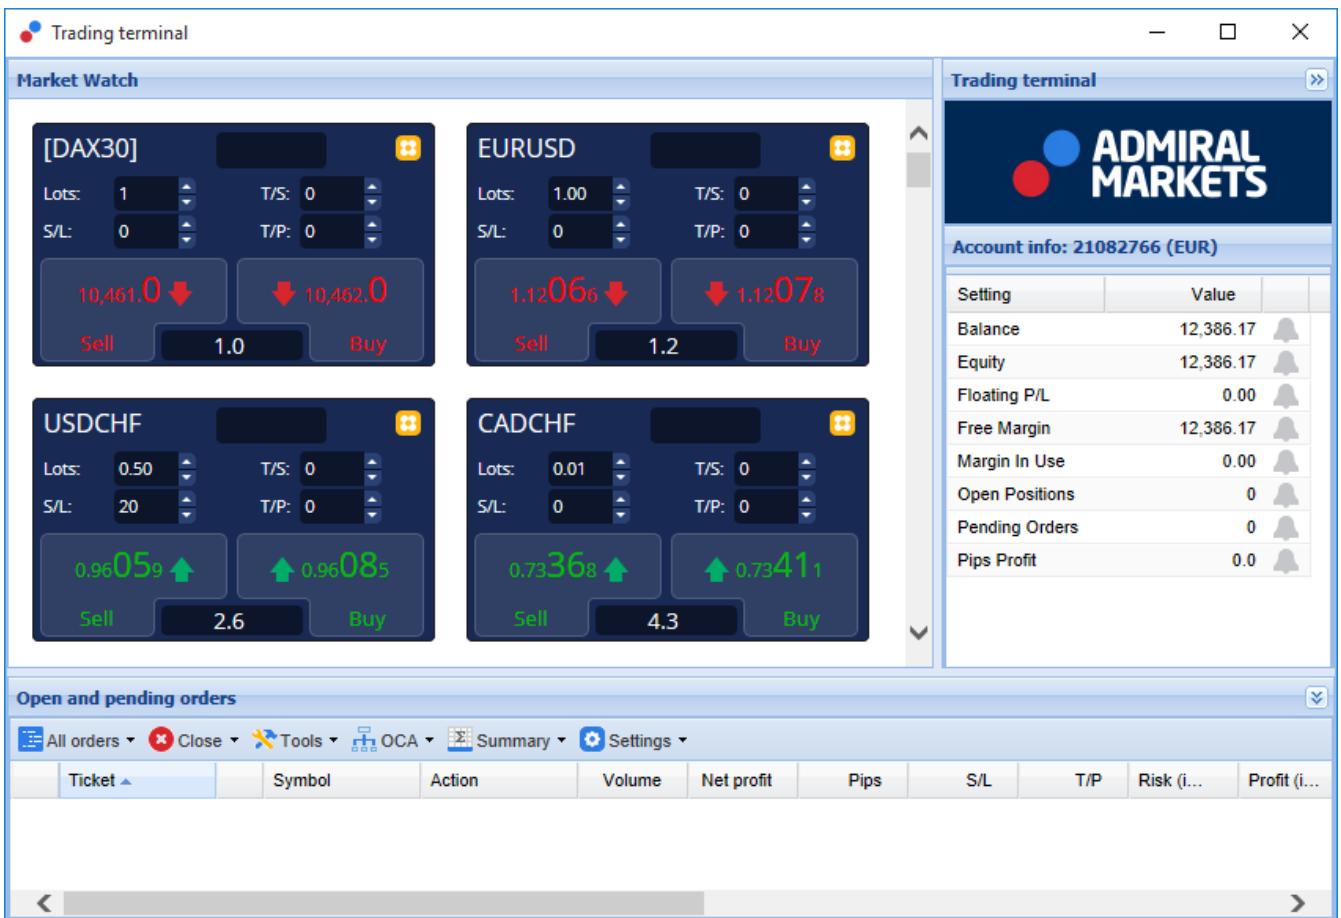 Trading terminal
Market Watch
[DAX30]
Lots: 1 T/S: 0
S/L: 0 T/P: 0
10,461.0 10,462.0
Sell 1.0 Buy
EURUSD
Lots: 1.00 T/S: 0
S/L: 0 T/P: 0
1.12066 1.12078
Sell 1.2 Buy
USDCHF
Lots: 0.50 T/S: 0
S/L: 20 T/P: 0
0.96059 0.96085
Sell 2.6 Buy
CADCHF
Lots: 0.01 T/S: 0
S/L: 0 T/P: 0
0.73368 0.73411
Sell 4.3 Buy
Trading terminal
ADMIRAL
MARKETS
Account info: 21082766 (EUR)
Setting Value
Balance 12,386.17
Equity 12,386.17
Floating P/L 0.00
Free Margin 12,386.17
Margin In Use 0.00
Open Positions 0
Pending Orders 0
Pips Profit 0.0
Open and pending orders
All orders Close Tools OCA Summary Settings
Ticket Symbol Action Volume Net profit Pips S/L T/P Risk (i... Profit (i...